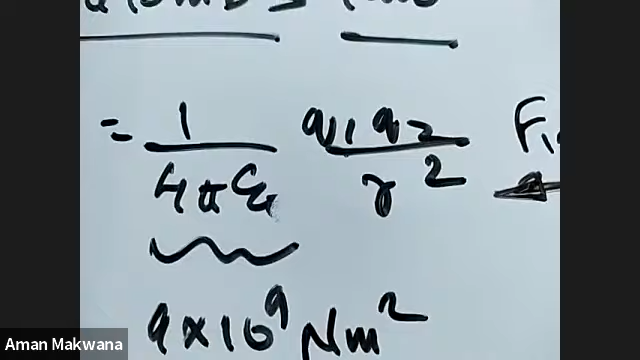 = 1/4πε₀ q₁q₂/r²
9×10⁹ Nm²
Aman Makwana